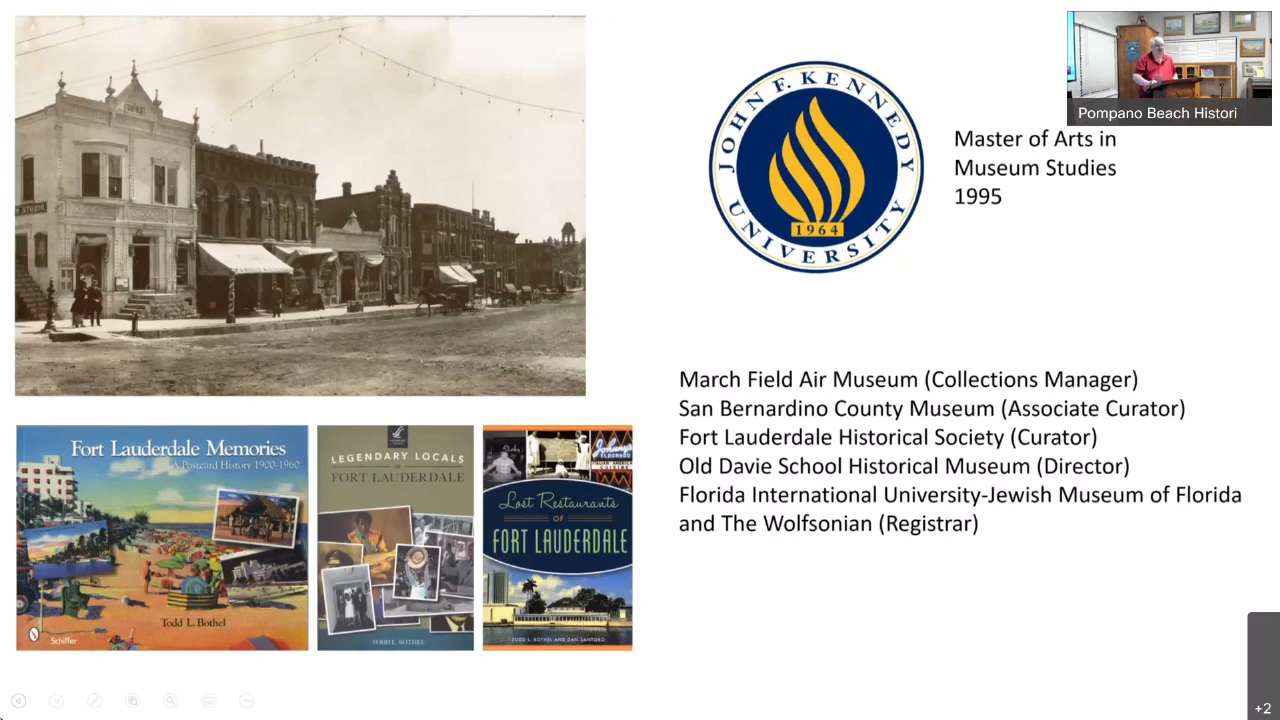 STUDIO
JOHN F. KENNEDY
UNIVERSITY
1964
Pompano Beach Histori
Master of Arts in
Museum Studies
1995
March Field Air Museum (Collections Manager)
San Bernardino County Museum (Associate Curator)
Fort Lauderdale Historical Society (Curator)
Old Davie School Historical Museum (Director)
Florida International University-Jewish Museum of Florida
and The Wolfsonian (Registrar)
Fort Lauderdale Memories
A Postcard History 1900-1960
Todd L. Bothel
Schiffer
LEGENDARY LOCALS
OF
FORT LAUDERDALE
TODD L. BOTHEL
Lost Restaurants
OF
FORT LAUDERDALE
TODD L. BOTHEL AND DAN SANTORO
+2